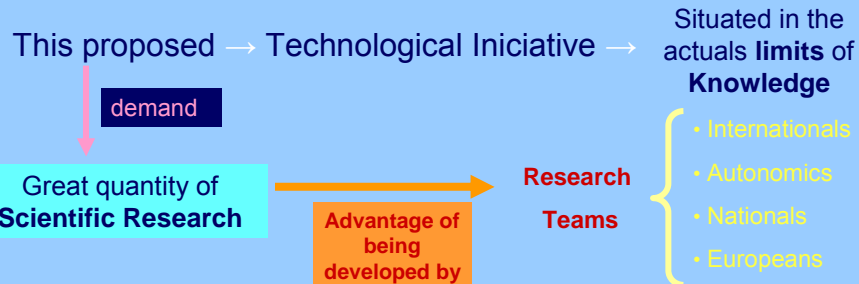 This proposed → Technological Iniciative →
Situated in the
actuals limits of
Knowledge
demand
Great quantity of
Scientific Research
Advantage of
being
developed by
Research
Teams
• Internationals
• Autonomics
• Nationals
• Europeans